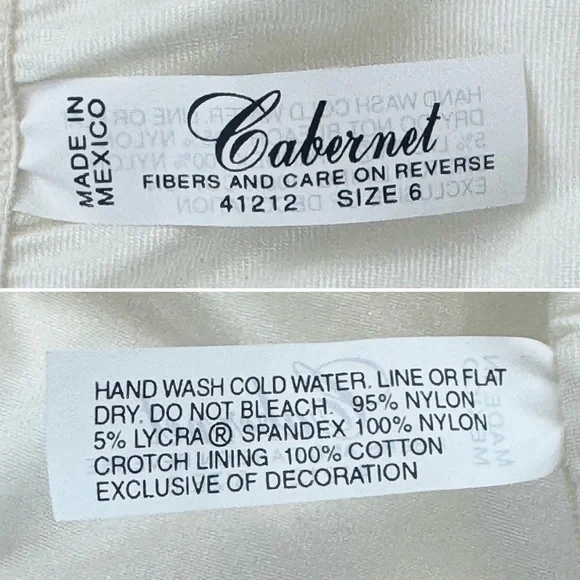 MADE IN
MEXICO
Cabernet
FIBERS AND CARE ON REVERSE
41212 SIZE 6
HAND WASH COLD WATER. LINE OR FLAT
DRY. DO NOT BLEACH. 95% NYLON
5% LYCRA® SPANDEX 100% NYLON
CROTCH LINING 100% COTTON
EXCLUSIVE OF DECORATION